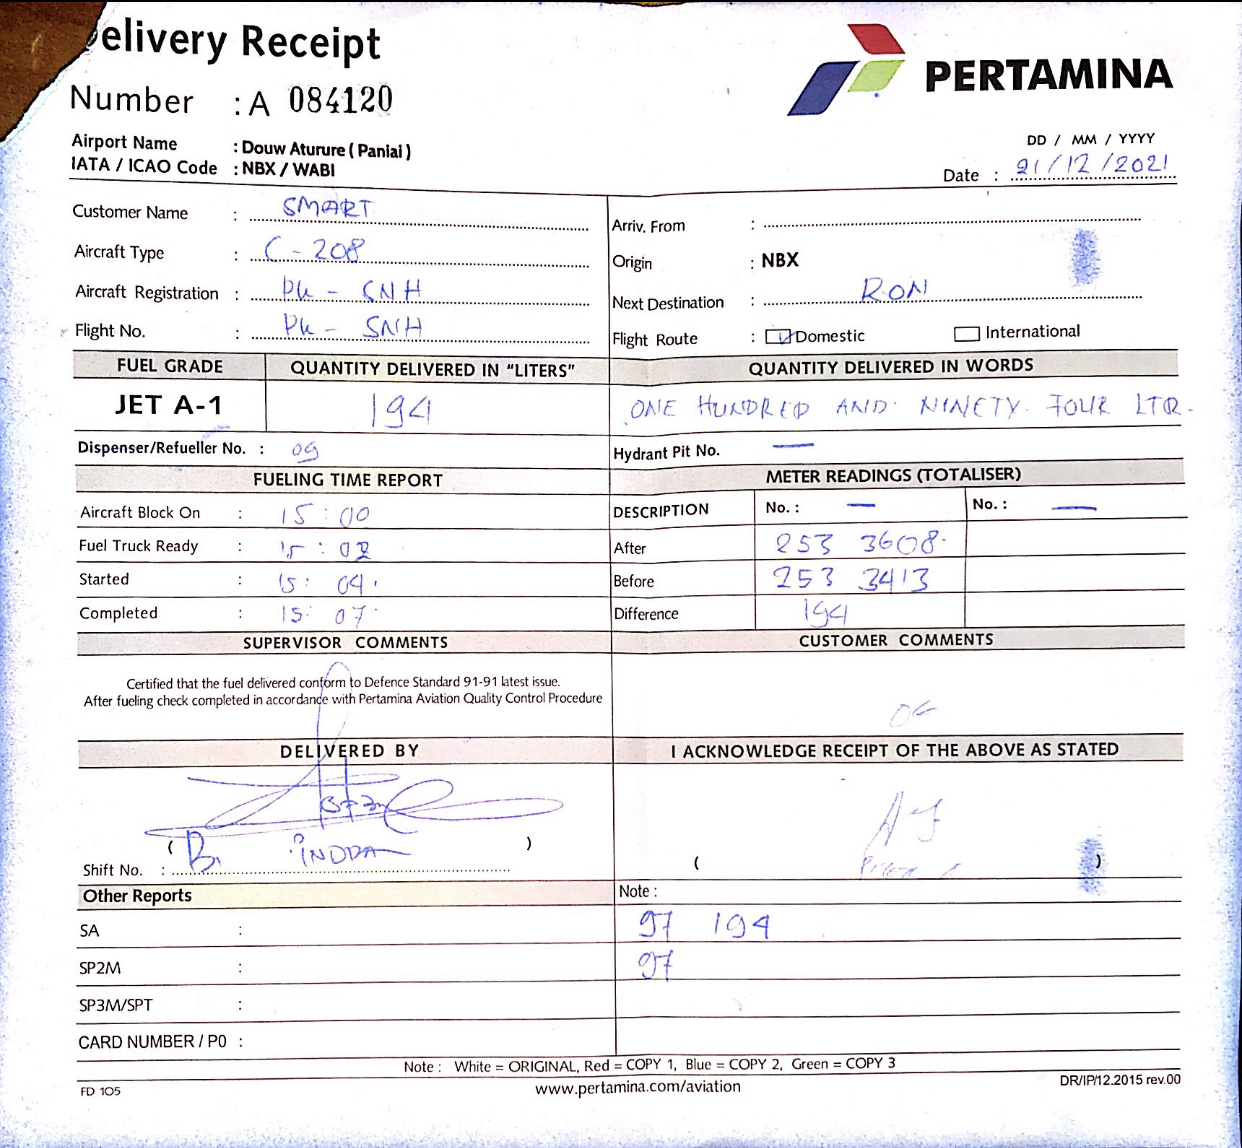 elivery Receipt
PERTAMINA
Number : A 084120
Airport Name : Douw Aturure ( Paniai )
IATA / ICAO Code : NBX / WABI
DD / MM / YYYY
Date : 21/12/2021
Customer Name : SMART
Aircraft Type : C - 208
Aircraft Registration : PK - SNH
Flight No. : PK - SNH
Arriv. From :
Origin : NBX
Next Destination : RON
Flight Route : Domestic International
FUEL GRADE QUANTITY DELIVERED IN "LITERS" QUANTITY DELIVERED IN WORDS
JET A-1 194 ONE HUNDRED AND NINETY FOUR LTR.
Dispenser/Refueller No. : 09 Hydrant Pit No. —
FUELING TIME REPORT
Aircraft Block On : 15 : 00
Fuel Truck Ready : 15 : 02
Started : 15 : 04
Completed : 15 : 07
METER READINGS (TOTALISER)
DESCRIPTION No. : — No. : —
After 253 3608
Before 253 3413
Difference 194
SUPERVISOR COMMENTS CUSTOMER COMMENTS
Certified that the fuel delivered conform to Defence Standard 91-91 latest issue.
After fueling check completed in accordance with Pertamina Aviation Quality Control Procedure
DELIVERED BY I ACKNOWLEDGE RECEIPT OF THE ABOVE AS STATED
( B. INDRA )
Shift No. :
( )
Other Reports
SA :
SP2M :
SP3M/SPT :
CARD NUMBER / P0 :
Note :
97 194
97
Note : White = ORIGINAL, Red = COPY 1, Blue = COPY 2, Green = COPY 3
FD 105 www.pertamina.com/aviation DR/IP/12.2015 rev.00